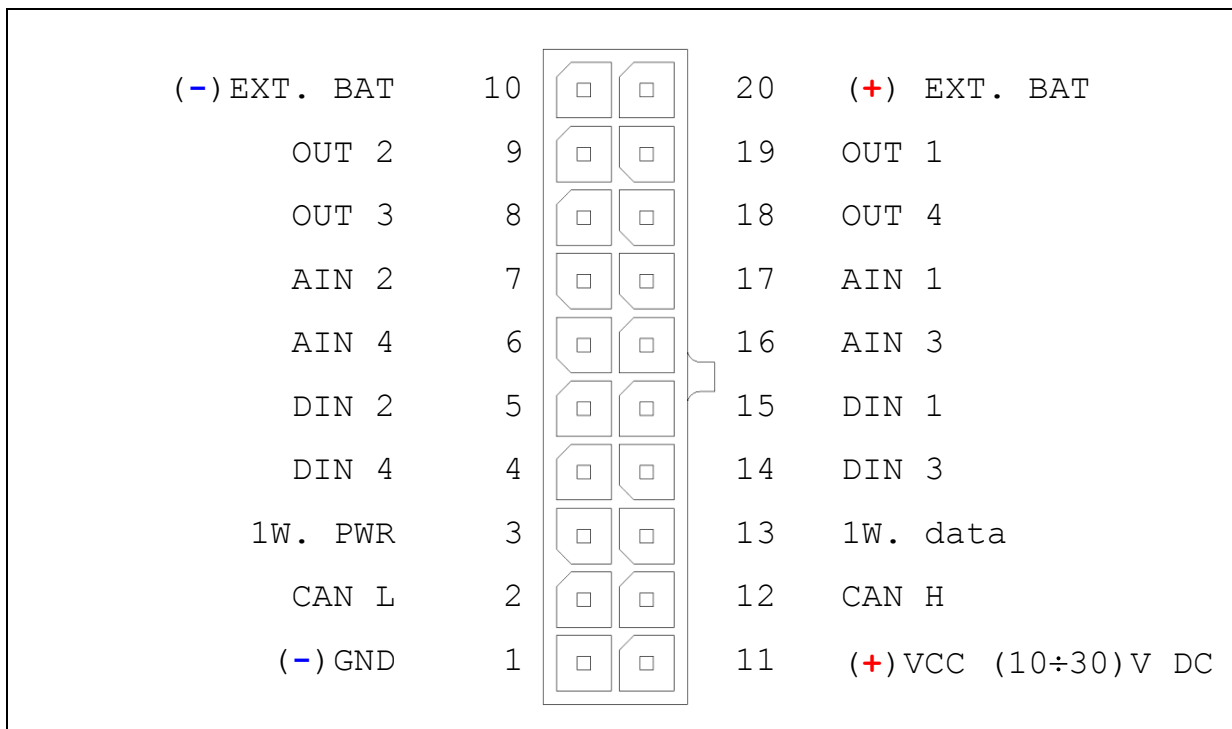 (-)EXT. BAT 10 20 (+) EXT. BAT
OUT 2 9 19 OUT 1
OUT 3 8 18 OUT 4
AIN 2 7 17 AIN 1
AIN 4 6 16 AIN 3
DIN 2 5 15 DIN 1
DIN 4 4 14 DIN 3
1W. PWR 3 13 1W. data
CAN L 2 12 CAN H
(-)GND 1 11 (+)VCC (10÷30)V DC